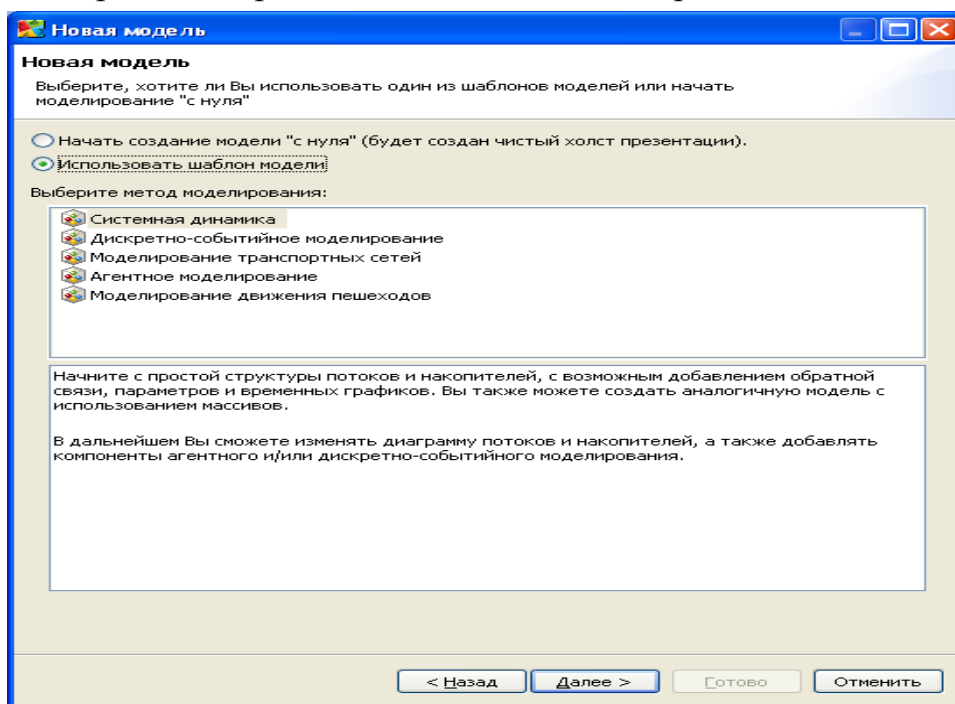 Новая модель
Новая модель
Выберите, хотите ли Вы использовать один из шаблонов моделей или начать
моделирование "с нуля"
Начать создание модели "с нуля" (будет создан чистый холст презентации).
Использовать шаблон модели
Выберите метод моделирования:
Системная динамика
Дискретно-событийное моделирование
Моделирование транспортных сетей
Агентное моделирование
Моделирование движения пешеходов
Начните с простой структуры потоков и накопителей, с возможным добавлением обратной
связи, параметров и временных графиков. Вы также можете создать аналогичную модель с
использованием массивов.
В дальнейшем Вы сможете изменять диаграмму потоков и накопителей, а также добавлять
компоненты агентного и/или дискретно-событийного моделирования.
< Назад Далее > Готово Отменить